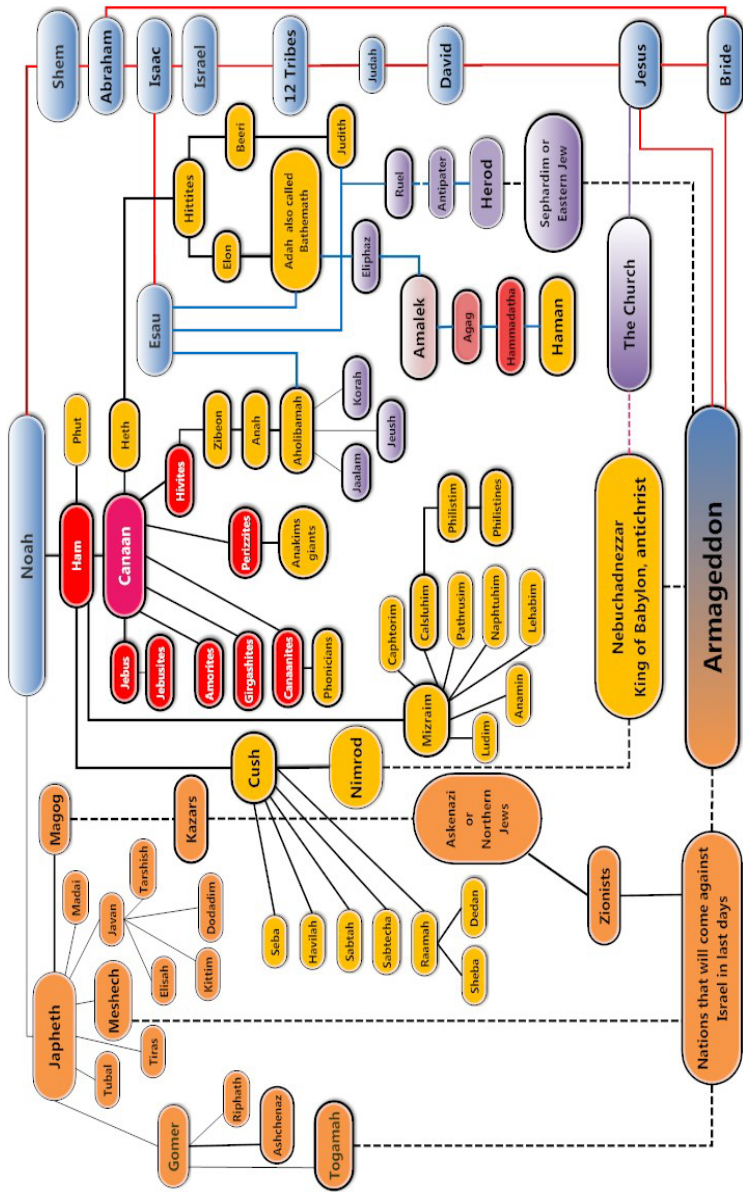 Noah
Japheth
Ham
Shem
Magog
Phut
Abraham
Madai
Javan
Tarshish
Meshech
Tubal
Tiras
Elisah
Kittim
Dodadim
Gomer
Riphath
Ashchenaz
Togamah
Kazars
Canaan
Heth
Isaac
Israel
Jebus
Jebusites
Amorites
Girgashites
Canaanites
Phonicians
Hivites
Perizzites
Anakims
giants
Zibeon
Anah
Aholibamah
Jaalam
Jeush
Korah
Esau
Hittites
Elon
Beeri
Adah also called
Bathemath
Judith
12 Tribes
Judah
David
Cush
Nimrod
Seba
Havilah
Sabtah
Sabtecha
Raamah
Sheba
Dedan
Mizraim
Ludim
Anamin
Lehabim
Naphtuhim
Pathrusim
Calsluhim
Caphtorim
Philistim
Philistines
Eliphaz
Amalek
Agag
Hammadatha
Haman
Ruel
Antipater
Herod
Sephardim or
Eastern Jew
Askenazi
or
Northern
Jews
Zionists
Nebuchadnezzar
King of Babylon, antichrist
The Church
Jesus
Nations that will come against
Israel in last days
Armageddon
Bride